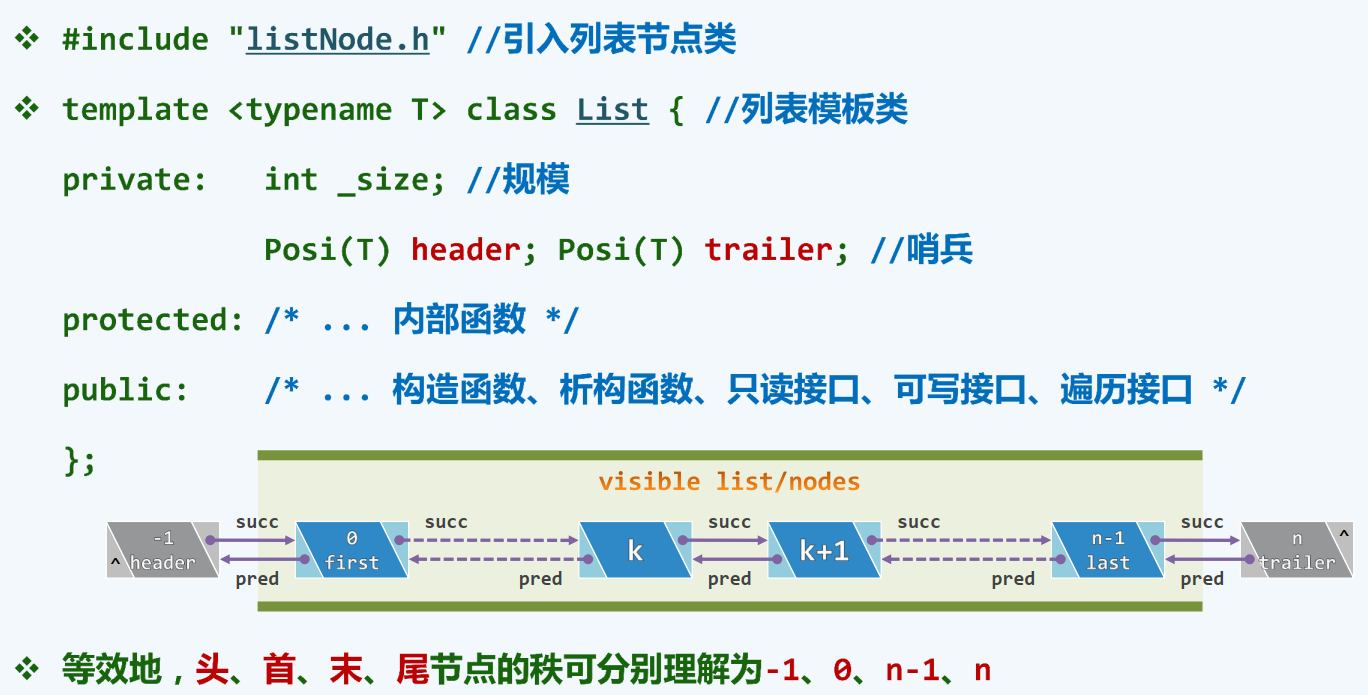 ❖ #include "listNode.h" //引入列表节点类
❖ template <typename T> class List { //列表模板类
private: int _size; //规模
Posi(T) header; Posi(T) trailer; //哨兵
protected: /* ... 内部函数 */
public: /* ... 构造函数、析构函数、只读接口、可写接口、遍历接口 */
};
visible list/nodes
succ succ succ succ succ
-1 0 k k+1 n-1 n ^
^ header first last trailer
pred pred pred pred pred
❖ 等效地，头、首、末、尾节点的秩可分别理解为-1、0、n-1、n